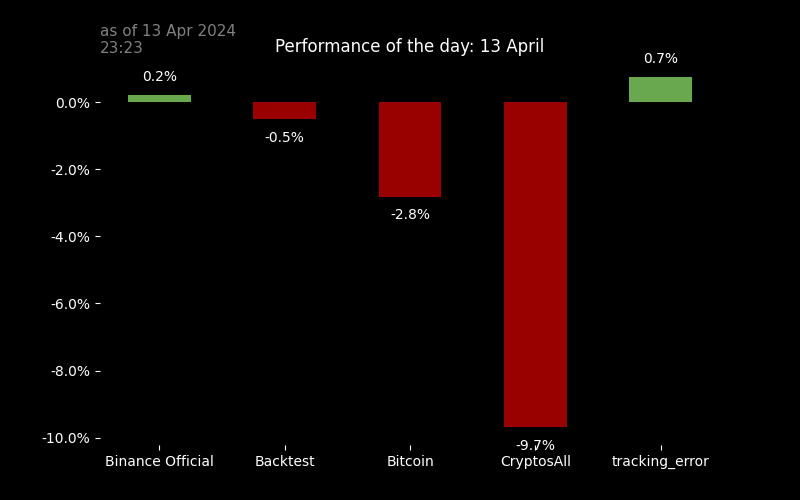 as of 13 Apr 2024
23:23
Performance of the day: 13 April
0.2%
-0.5%
-2.8%
-9.7%
0.7%
0.0%
-2.0%
-4.0%
-6.0%
-8.0%
-10.0%
Binance Official
Backtest
Bitcoin
CryptosAll
tracking_error